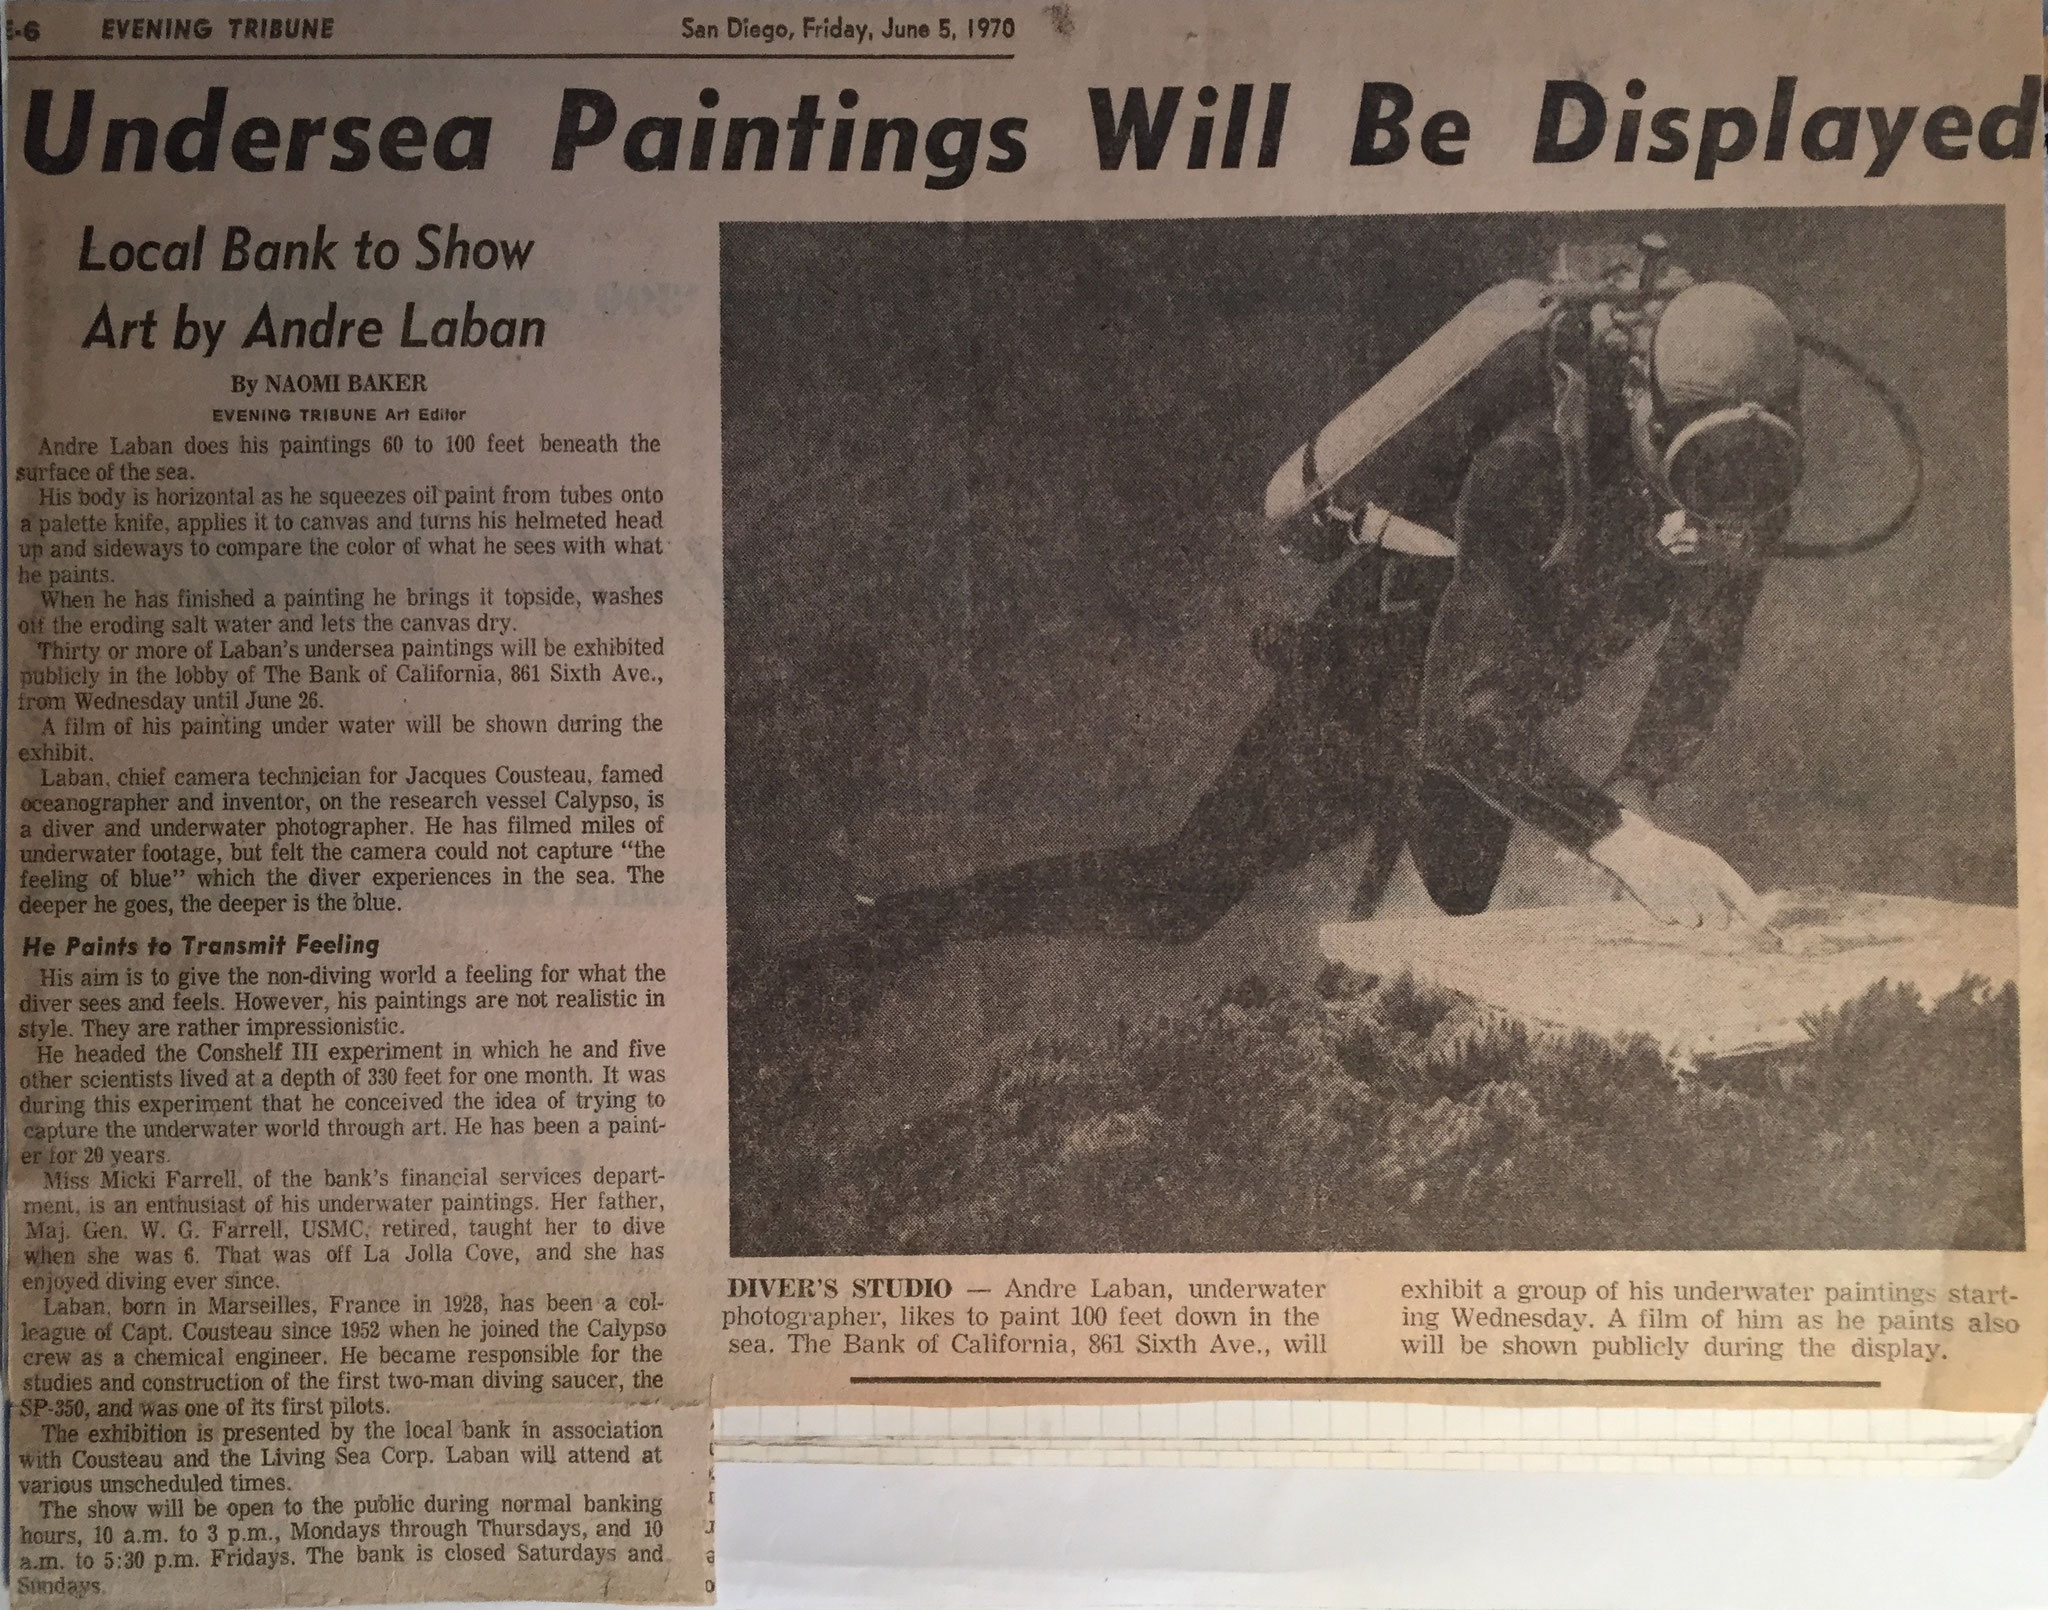 E-6 EVENING TRIBUNE San Diego, Friday, June 5, 1970
Undersea Paintings Will Be Displayed
Local Bank to Show
Art by Andre Laban
By NAOMI BAKER
EVENING TRIBUNE Art Editor
Andre Laban does his paintings 60 to 100 feet beneath the
surface of the sea.
His body is horizontal as he squeezes oil paint from tubes onto
a palette knife, applies it to canvas and turns his helmeted head
up and sideways to compare the color of what he sees with what
he paints.
When he has finished a painting he brings it topside, washes
off the eroding salt water and lets the canvas dry.
Thirty or more of Laban's undersea paintings will be exhibited
publicly in the lobby of The Bank of California, 861 Sixth Ave.,
from Wednesday until June 26.
A film of his painting under water will be shown during the
exhibit.
Laban, chief camera technician for Jacques Cousteau, famed
oceanographer and inventor, on the research vessel Calypso, is
a diver and underwater photographer. He has filmed miles of
underwater footage, but felt the camera could not capture "the
feeling of blue" which the diver experiences in the sea. The
deeper he goes, the deeper is the blue.
He Paints to Transmit Feeling
His aim is to give the non-diving world a feeling for what the
diver sees and feels. However, his paintings are not realistic in
style. They are rather impressionistic.
He headed the Conshelf III experiment in which he and five
other scientists lived at a depth of 330 feet for one month. It was
during this experiment that he conceived the idea of trying to
capture the underwater world through art. He has been a paint-
er for 20 years.
Miss Micki Farrell, of the bank's financial services depart-
ment, is an enthusiast of his underwater paintings. Her father,
Maj. Gen. W. G. Farrell, USMC, retired, taught her to dive
when she was 6. That was off La Jolla Cove, and she has
enjoyed diving ever since.
Laban, born in Marseilles, France in 1928, has been a col-
league of Capt. Cousteau since 1952 when he joined the Calypso
crew as a chemical engineer. He became responsible for the
studies and construction of the first two-man diving saucer, the
SP-350, and was one of its first pilots.
The exhibition is presented by the local bank in association
with Cousteau and the Living Sea Corp. Laban will attend at
various unscheduled times.
The show will be open to the public during normal banking
hours, 10 a.m. to 3 p.m., Mondays through Thursdays, and 10
a.m. to 5:30 p.m. Fridays. The bank is closed Saturdays and
Sundays.
DIVER'S STUDIO — Andre Laban, underwater
photographer, likes to paint 100 feet down in the
sea. The Bank of California, 861 Sixth Ave., will
exhibit a group of his underwater paintings start-
ing Wednesday. A film of him as he paints also
will be shown publicly during the display.